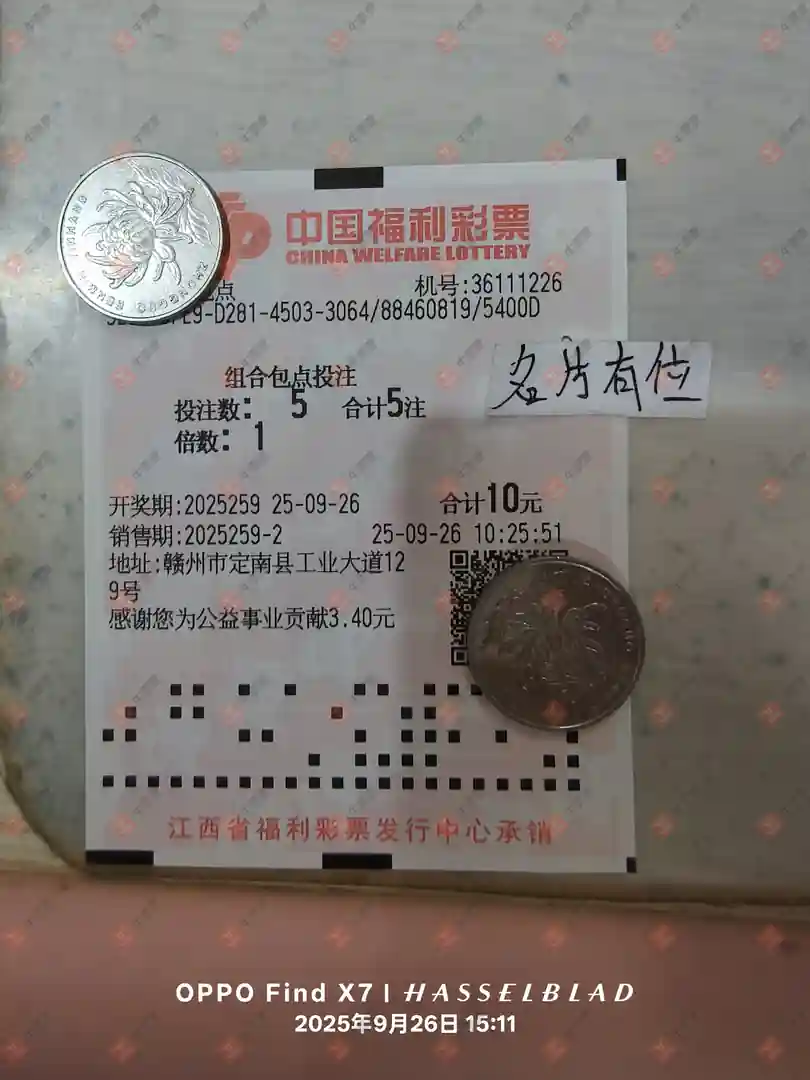 中国福利彩票
CHINA WELFARE LOTTERY
点 机号:36111226
E9-D281-4503-3064/88460819/5400D
组合包点投注
投注数: 5 合计5注
倍数: 1
名片有位
开奖期:2025259 25-09-26 合计10元
销售期:2025259-2 25-09-26 10:25:51
地址:赣州市定南县工业大道12
9号
感谢您为公益事业贡献3.40元
江西省福利彩票发行中心承销
OPPO Find X7 | HASSELBLAD
2025年9月26日 15:11